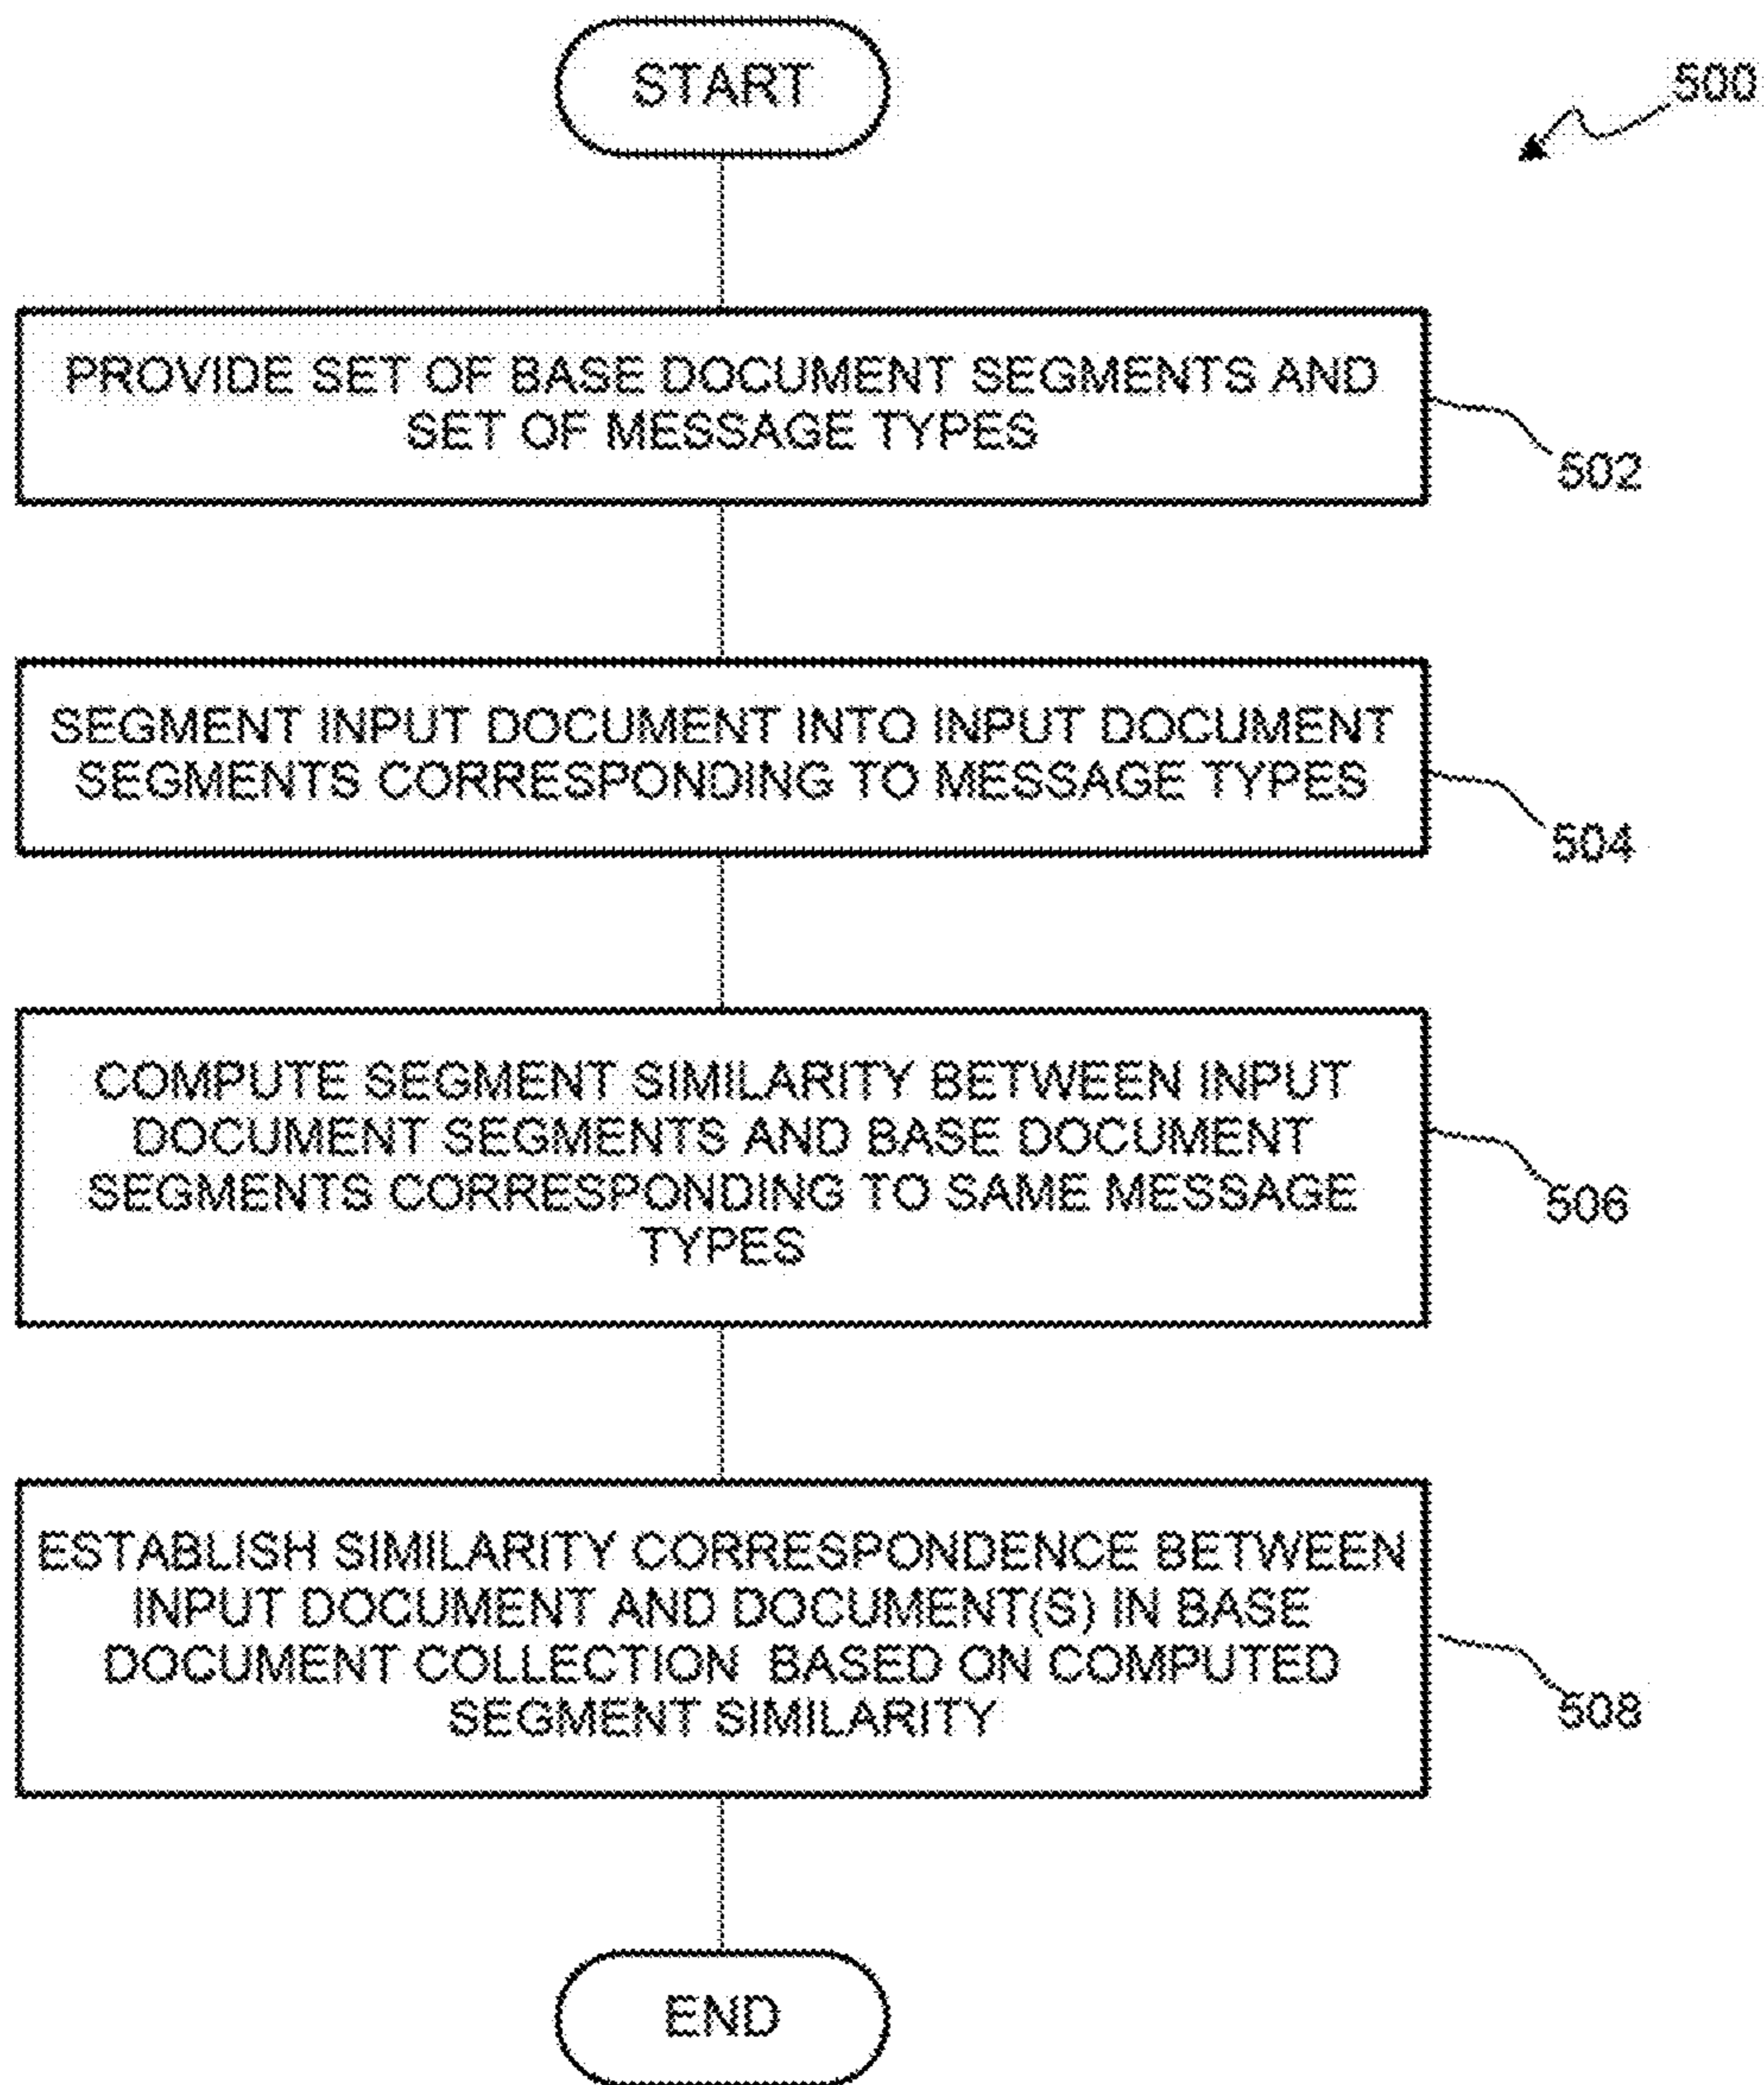 START
500
PROVIDE SET OF BASE DOCUMENT SEGMENTS AND
SET OF MESSAGE TYPES
502
SEGMENT INPUT DOCUMENT INTO INPUT DOCUMENT
SEGMENTS CORRESPONDING TO MESSAGE TYPES
504
COMPUTE SEGMENT SIMILARITY BETWEEN INPUT
DOCUMENT SEGMENTS AND BASE DOCUMENT
SEGMENTS CORRESPONDING TO SAME MESSAGE
TYPES
506
ESTABLISH SIMILARITY CORRESPONDENCE BETWEEN
INPUT DOCUMENT AND DOCUMENT(S) IN BASE
DOCUMENT COLLECTION BASED ON COMPUTED
SEGMENT SIMILARITY
508
END